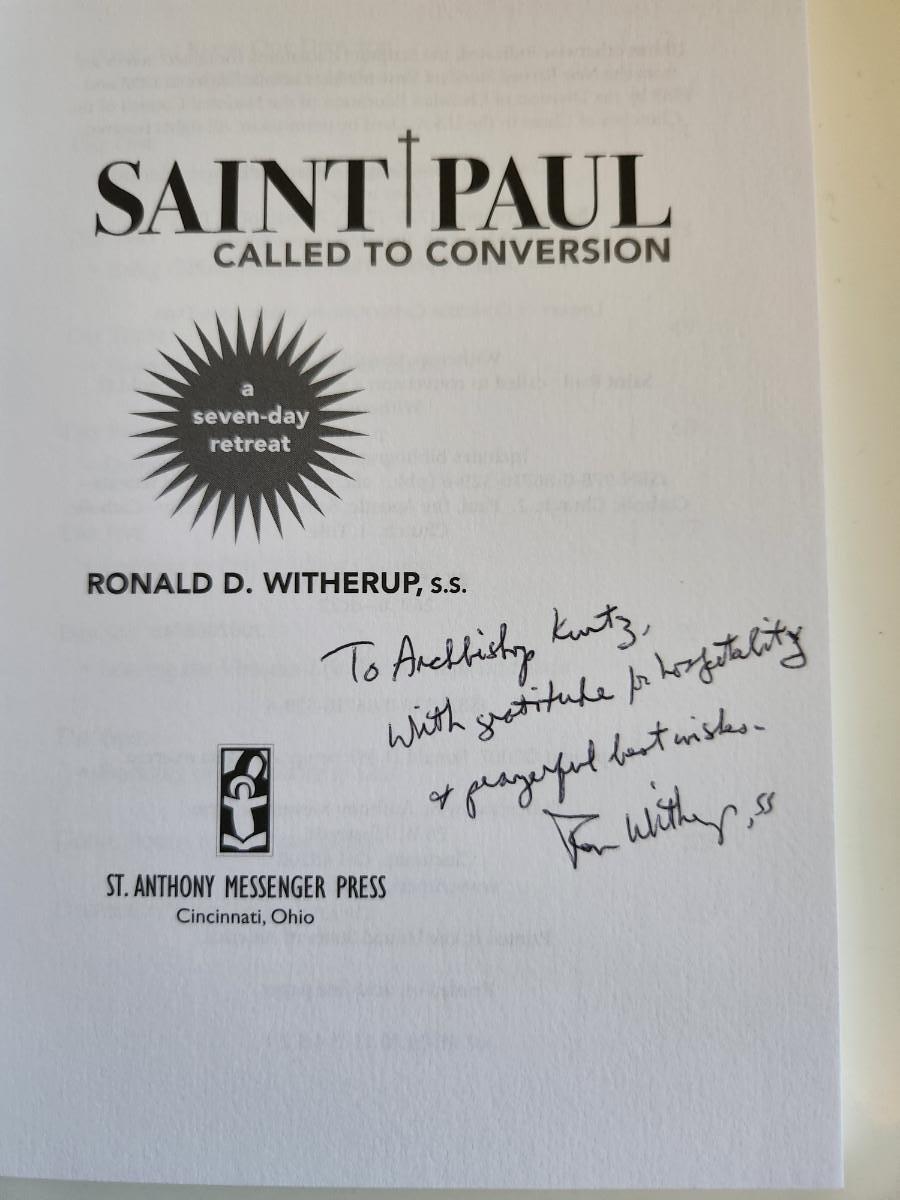 SAINT PAUL
CALLED TO CONVERSION
a
seven-day
retreat
RONALD D. WITHERUP, S.S.
To Archbishop Kurtz,
With gratitude for hospitality
& prayerful best wishes.
Ron Witherup, ss
ST. ANTHONY MESSENGER PRESS
Cincinnati, Ohio